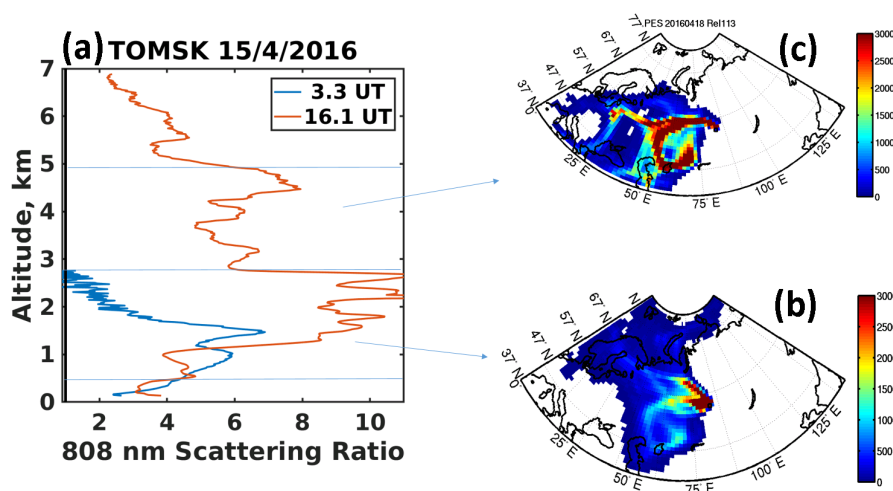 (a) TOMSK 15/4/2016
7
6
5
4
3
2
1
0
Altitude, km
3.3 UT
16.1 UT
2 4 6 8 10
808 nm Scattering Ratio
PES 20160418 Rel113
(c)
77° N
67° N
57° N
47° N
37° N
0°
25° E
50° E
75° E
100° E
125° E
3000
2500
2000
1500
1000
500
0
(b)
N
67° N
57° N
47° N
37° N
0°
25° E
50° E
75° E
100° E
125° E
300
250
200
150
100
50
0